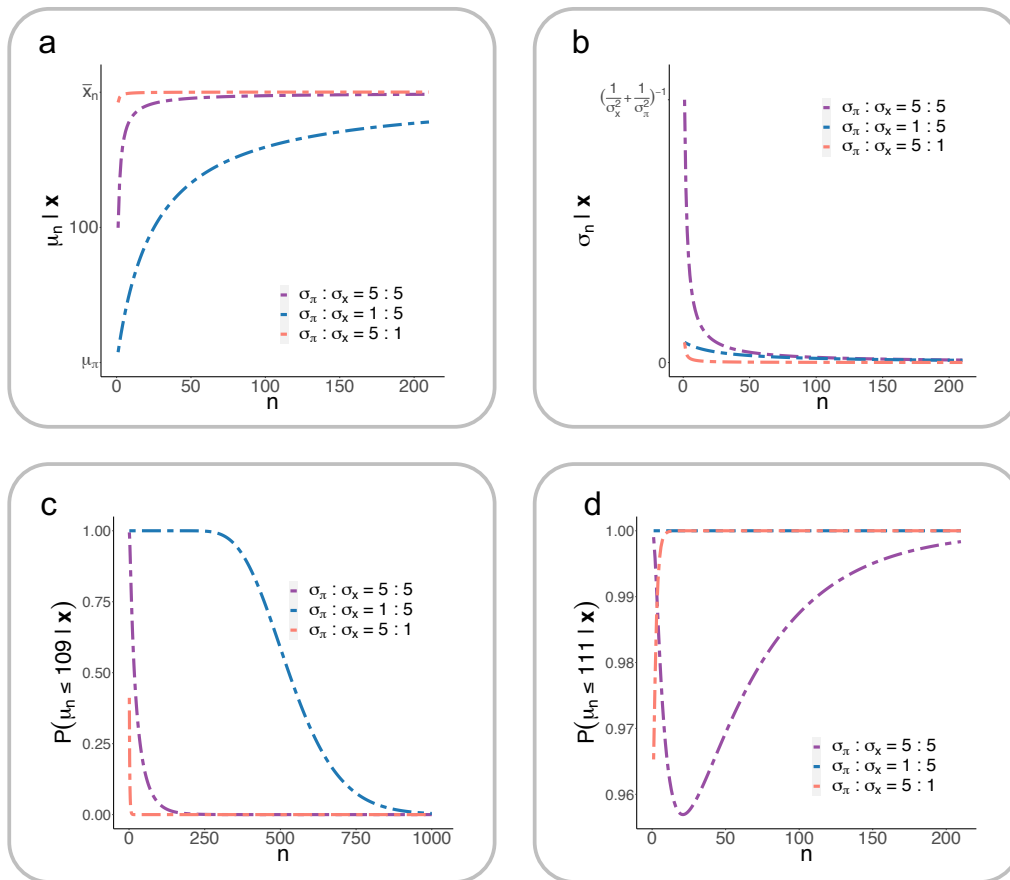 a
x̄ₙ
100
μπ
μₙ | x
0 50 100 150 200
n
σπ : σₓ = 5 : 5
σπ : σₓ = 1 : 5
σπ : σₓ = 5 : 1
b
(1/σₓ² + 1/σπ²)⁻¹
0
σₙ | x
0 50 100 150 200
n
σπ : σₓ = 5 : 5
σπ : σₓ = 1 : 5
σπ : σₓ = 5 : 1
c
1.00
0.75
0.50
0.25
0.00
P(μₙ ≤ 109 | x)
0 250 500 750 1000
n
σπ : σₓ = 5 : 5
σπ : σₓ = 1 : 5
σπ : σₓ = 5 : 1
d
1.00
0.99
0.98
0.97
0.96
P(μₙ ≤ 111 | x)
0 50 100 150 200
n
σπ : σₓ = 5 : 5
σπ : σₓ = 1 : 5
σπ : σₓ = 5 : 1